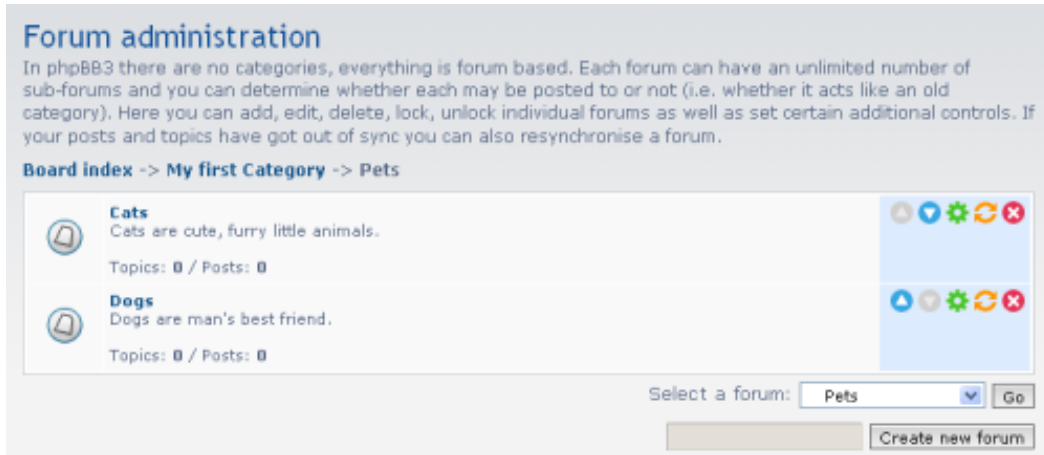 Forum administration
In phpBB3 there are no categories, everything is forum based. Each forum can have an unlimited number of
sub-forums and you can determine whether each may be posted to or not (i.e. whether it acts like an old
category). Here you can add, edit, delete, lock, unlock individual forums as well as set certain additional controls. If
your posts and topics have got out of sync you can also resynchronise a forum.
Board index -> My first Category -> Pets
Cats
Cats are cute, furry little animals.
Topics: 0 / Posts: 0
Dogs
Dogs are man's best friend.
Topics: 0 / Posts: 0
Select a forum: Pets Go
Create new forum